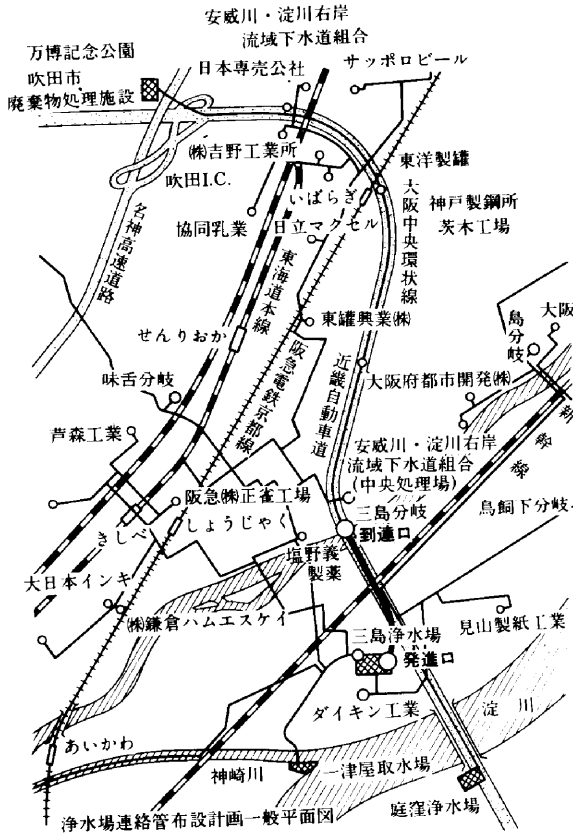 安威川・淀川右岸
流域下水道組合
万博記念公園
吹田市
廃棄物処理施設
日本専売公社
サッポロビール
㈱吉野工業所
東洋製罐
吹田I.C.
いばらぎ
大阪中央環状線
神戸製鋼所
茨木工場
協同乳業
日立マクセル
名神高速道路
東海道本線
東罐興業㈱
島分岐
大阪
せんりおか
阪急電鉄京都線
近畿自動車道
味舌分岐
大阪府都市開発㈱
新幹線
芦森工業
安威川・淀川右岸
流域下水道組合
(中央処理場)
阪急㈱正雀工場
三島分岐
鳥飼下分岐
到達口
きしべ
しょうじゃく
塩野義
製薬
大日本インキ
㈱鎌倉ハムエスケイ
三島浄水場
見山製紙工業
発進口
ダイキン工業
淀川
あいかわ
神崎川
一津屋取水場
庭窪浄水場
浄水場連絡管布設計画一般平面図